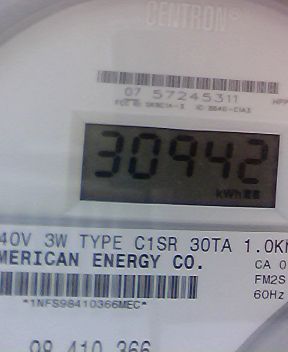 CENTRON®
07 57245311
30942
kWh
40V 3W TYPE C1SR 30TA 1.0K
MERICAN ENERGY CO.
CA 0
FM2S
60Hz
*1NFS98410366MEC*
98 410 366